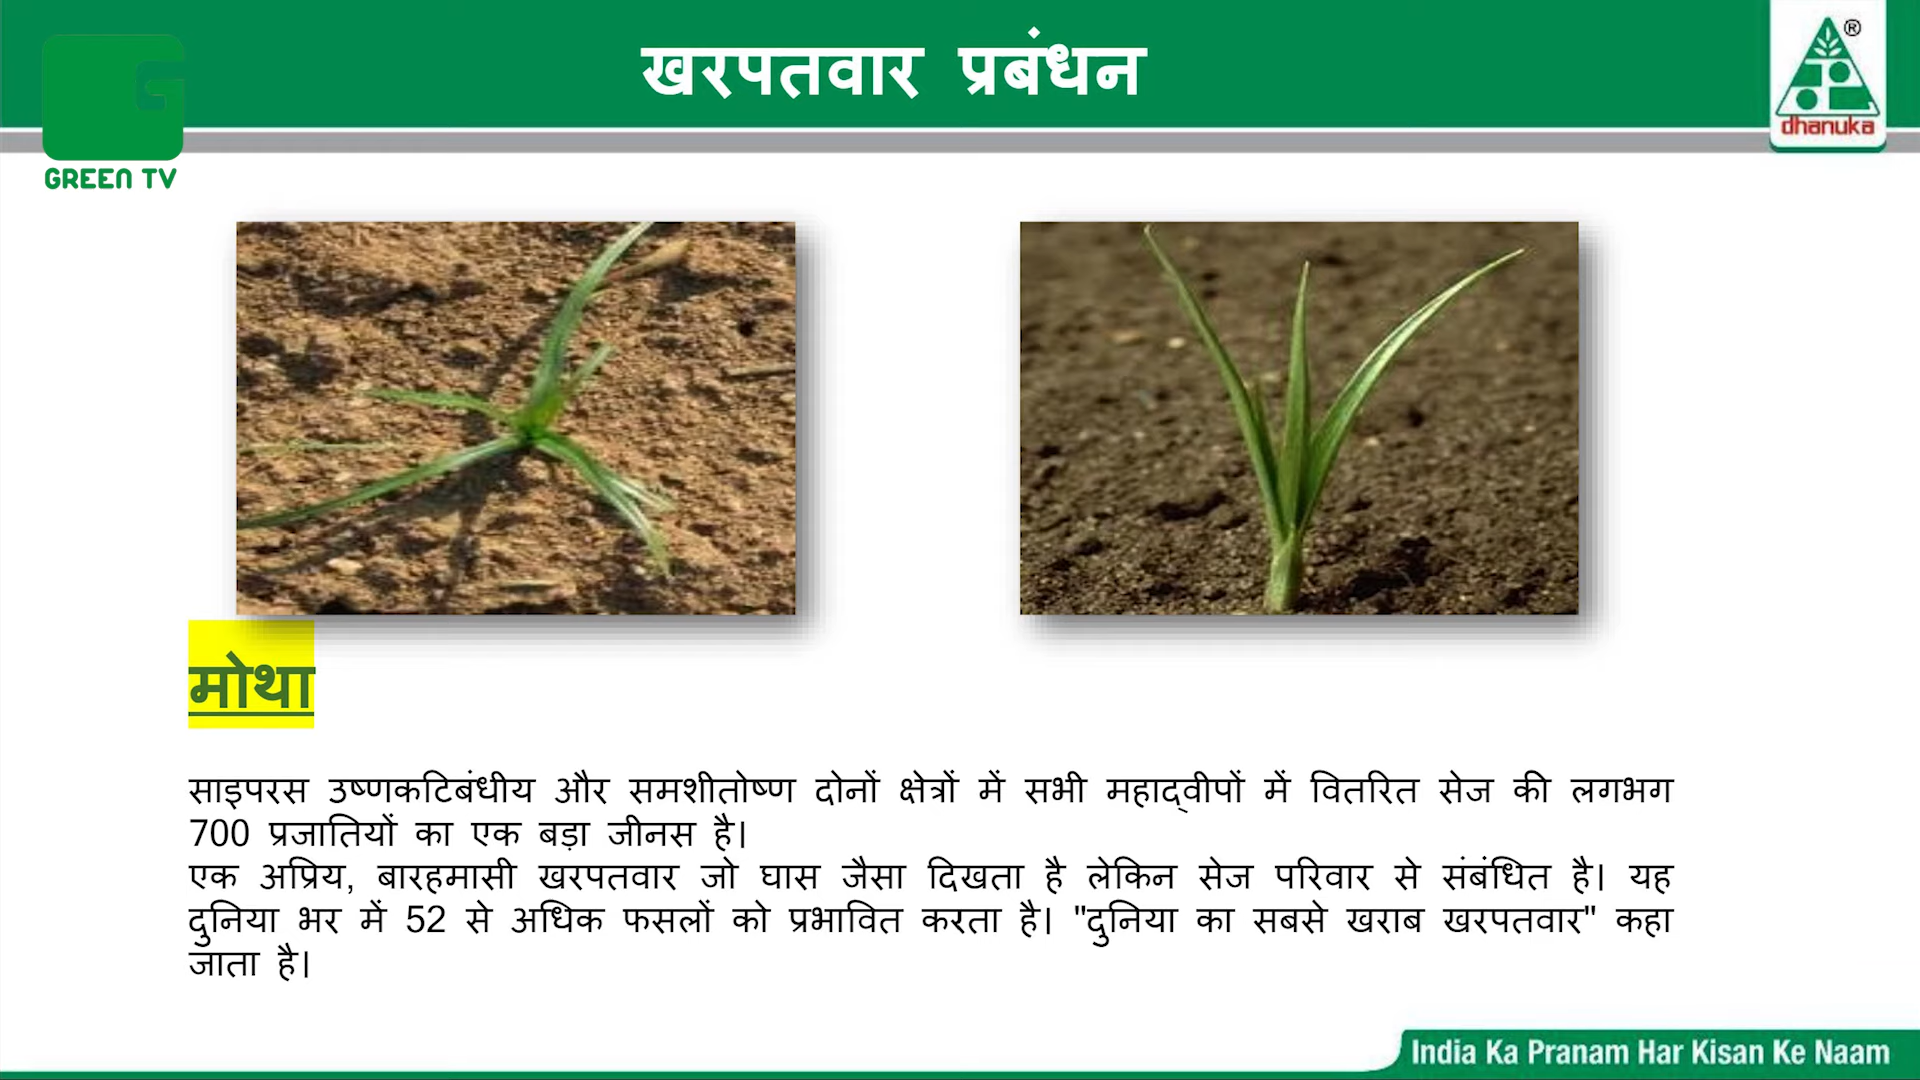 खरपतवार प्रबंधन
®
dhanuka
GREEN TV
मोथा
साइपरस उष्णकटिबंधीय और समशीतोष्ण दोनों क्षेत्रों में सभी महाद्वीपों में वितरित सेज की लगभग
700 प्रजातियों का एक बड़ा जीनस है।
एक अप्रिय, बारहमासी खरपतवार जो घास जैसा दिखता है लेकिन सेज परिवार से संबंधित है। यह
दुनिया भर में 52 से अधिक फसलों को प्रभावित करता है। "दुनिया का सबसे खराब खरपतवार" कहा
जाता है।
India Ka Pranam Har Kisan Ke Naam